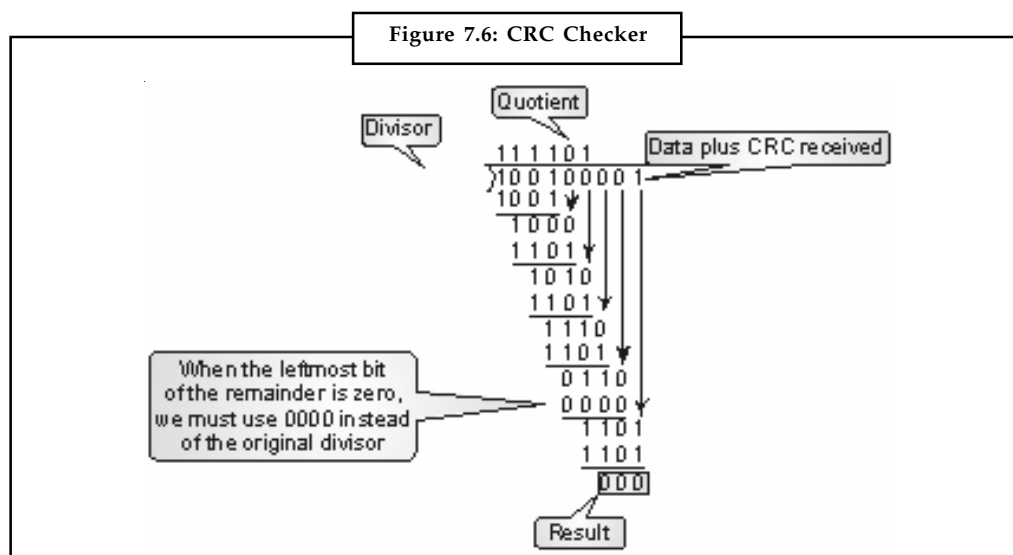 Figure 7.6: CRC Checker
Quotient
Divisor
Data plus CRC received
1 1 1 1 0 1
1 0 0 1 0 0 0 0 1
1 0 0 1
1 0 0 0
1 1 0 1
1 0 1 0
1 1 0 1
1 1 1 0
1 1 0 1
0 1 1 0
0 0 0 0
1 1 0 1
1 1 0 1
0 0 0
When the leftmost bit
of the remainder is zero,
we must use 0000 instead
of the original divisor
Result